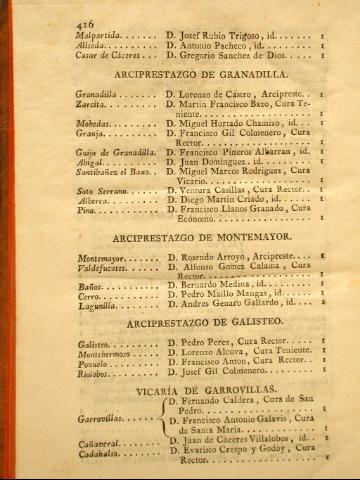 416
Malpartida. . . . . . D. Josef Rubio Trigoso, id. . . . . 1
Aliseda. . . . . . . . D. Antonio Pacheco, id. . . . . . 1
Casar de Cáceres. . . D. Gregorio Sanchez de Dios. . . . 1
ARCIPRESTAZGO DE GRANADILLA.
Granadilla . . . . . . D. Lorenzo de Castro, Arcipreste. . 1
Zarcita. . . . . . . . D. Martin Francisco Bazo, Cura Te-
niente. . . . . . . . 1
Mohedas. . . . . . . D. Miguel Hurtado Chamizo, id. . . 1
Granja. . . . . . . . D. Francisco Gil Colmenero, Cura
Rector. . . . . . . . 1
Guijo de Granadilla. D. Francisco Pineros Albarran, id. . 1
Abigal. . . . . . . . D. Juan Dominguez, id. . . . . . 1
Santibañez el Baxo. . D. Miguel Marcos Rodriguez, Cura
Vicario. . . . . . . 1
Soto Serrano. . . . . D. Ventura Casillas, Cura Rector. . 1
Alberca. . . . . . . . D. Diego Martin Criado, id. . . . . 1
Pino. . . . . . . . . D. Francisco Llanos Granado, Cura
Ecónomo. . . . . . . 1
ARCIPRESTAZGO DE MONTEMAYOR.
Montemayor. . . . . D. Rosendo Arroyo, Arcipreste. . . 1
Valdefuentes. . . . . D. Alfonso Gomez Calama, Cura
Rector. . . . . . . . 1
Baños. . . . . . . . D. Bernardo Medina, id. . . . . . 1
Cerro. . . . . . . . D. Pedro Maillo Mangas, id. . . . . 1
Lagunilla. . . . . . . D. Andres Genaro Gallardo, id. . . 1
ARCIPRESTAZGO DE GALISTEO.
Galisteo. . . . . . . D. Pedro Perez, Cura Rector. . . . 1
Montehermoso . . . . D. Lorenzo Alcova, Cura Teniente. 1
Pozuelo . . . . . . . D. Francisco Anton, Cura Rector. . 1
Riolobos. . . . . . . D. Josef Gil Colmenero. . . . . . 1
VICARÍA DE GARROVILLAS.
D. Fernando Caldera, Cura de San
Pedro. . . . . . . . 1
Garrovillas. . . . . . D. Francisco Antonio Galavis, Cura
de Santa María. . . . 1
Cañaveral. . . . . . D. Juan de Cáceres Villalobos, id. . . 1
Cadahalso. . . . . . D. Evaristo Crespo y Godoy, Cura
Rector. . . . . . . . 1